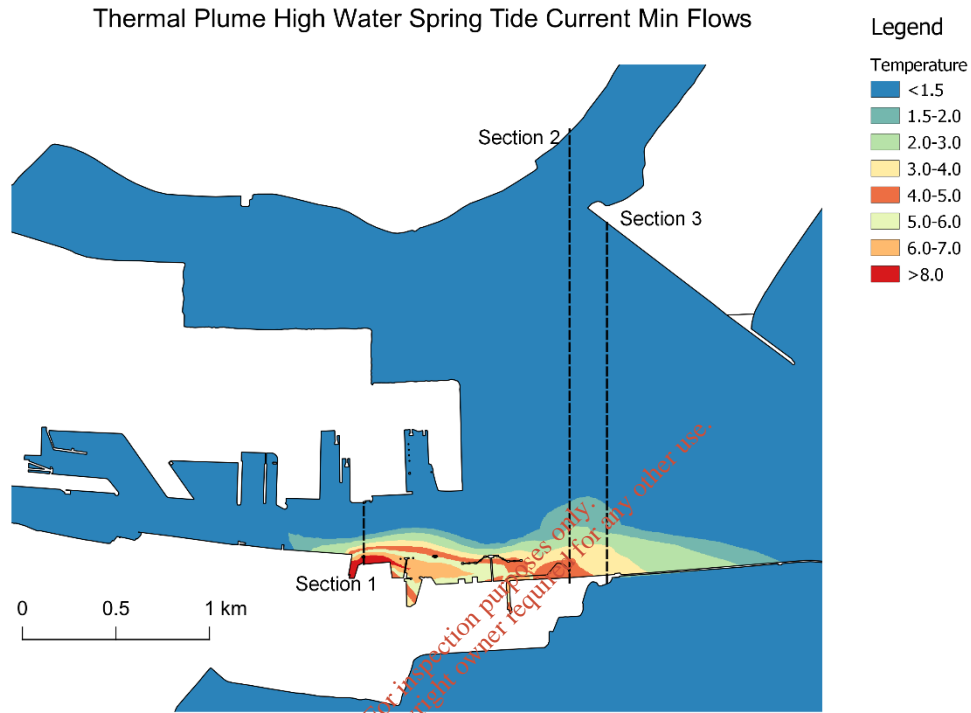 Thermal Plume High Water Spring Tide Current Min Flows
Legend
Temperature
<1.5
1.5-2.0
2.0-3.0
3.0-4.0
4.0-5.0
5.0-6.0
6.0-7.0
>8.0
Section 2
Section 3
Section 1
0 0.5 1 km
For inspection purposes only.
owner required for any other use.